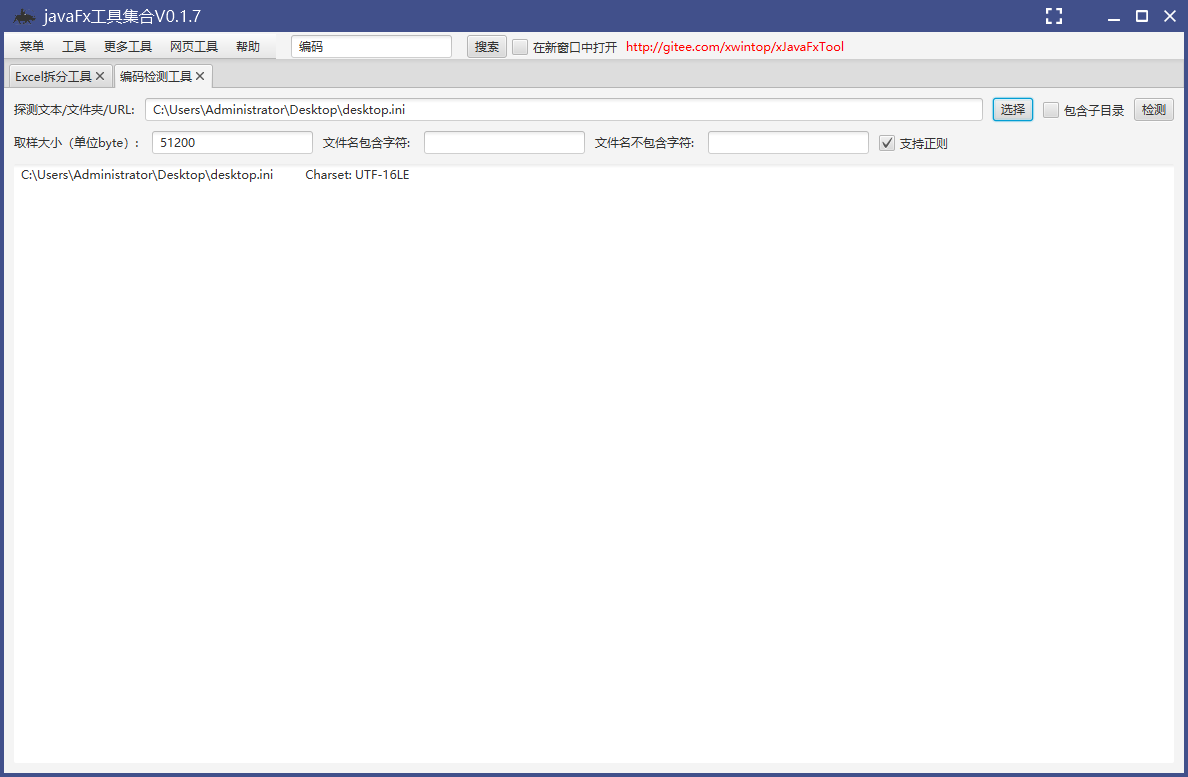 javaFx工具集合V0.1.7
菜单 工具 更多工具 网页工具 帮助 编码 搜索 在新窗口中打开 http://gitee.com/xwintop/xJavaFxTool
Excel拆分工具 编码检测工具
探测文本/文件夹/URL: C:\Users\Administrator\Desktop\desktop.ini 选择 包含子目录 检测
取样大小（单位byte）: 51200 文件名包含字符: 文件名不包含字符: 支持正则
C:\Users\Administrator\Desktop\desktop.ini Charset: UTF-16LE